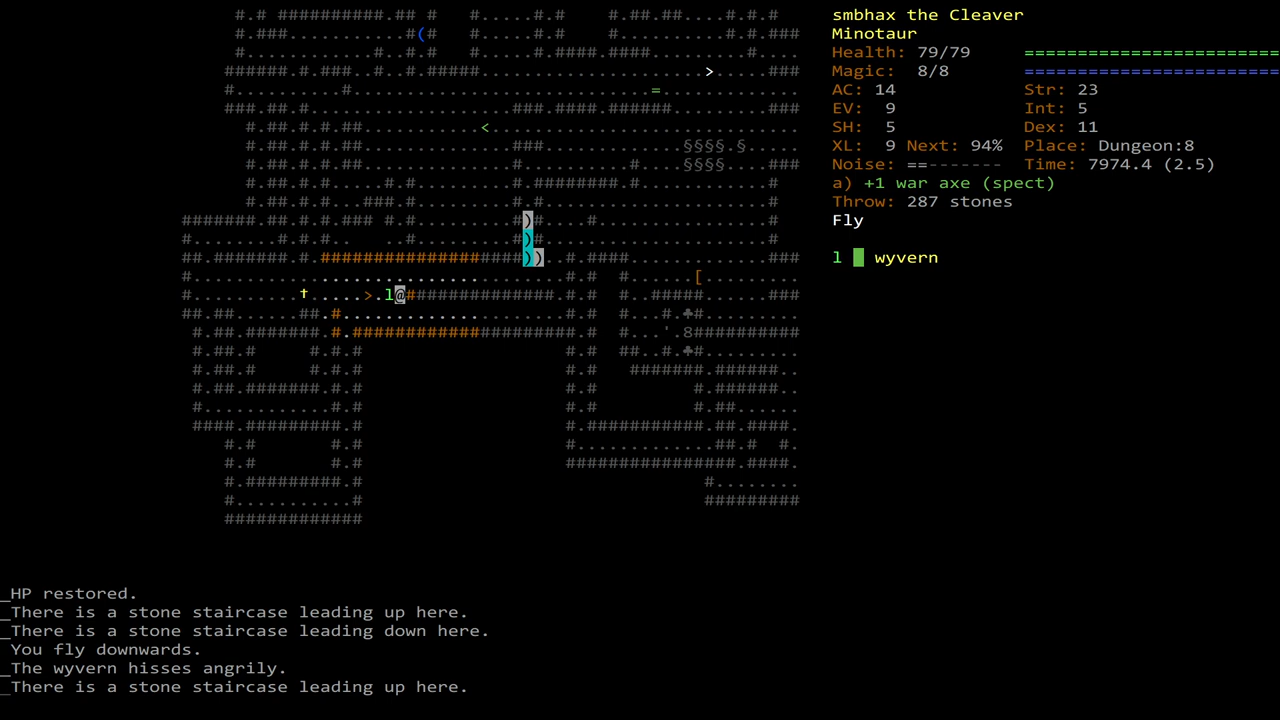 smbhax the Cleaver
Minotaur
Health: 79/79
Magic: 8/8
AC: 14 Str: 23
EV: 9 Int: 5
SH: 5 Dex: 11
XL: 9 Next: 94% Place: Dungeon:8
Noise: ==------- Time: 7974.4 (2.5)
a) +1 war axe (spect)
Throw: 287 stones
Fly
l wyvern
_HP restored.
_There is a stone staircase leading up here.
_There is a stone staircase leading down here.
You fly downwards.
_The wyvern hisses angrily.
_There is a stone staircase leading up here.